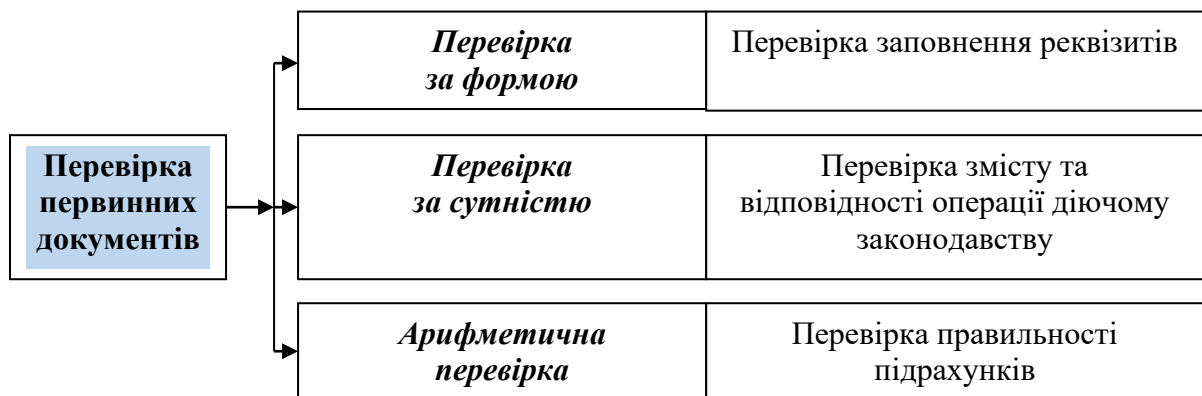 Перевірка
первинних
документів
Перевірка
за формою
Перевірка заповнення реквізитів
Перевірка
за сутністю
Перевірка змісту та
відповідності операції діючому
законодавству
Арифметична
перевірка
Перевірка правильності
підрахунків